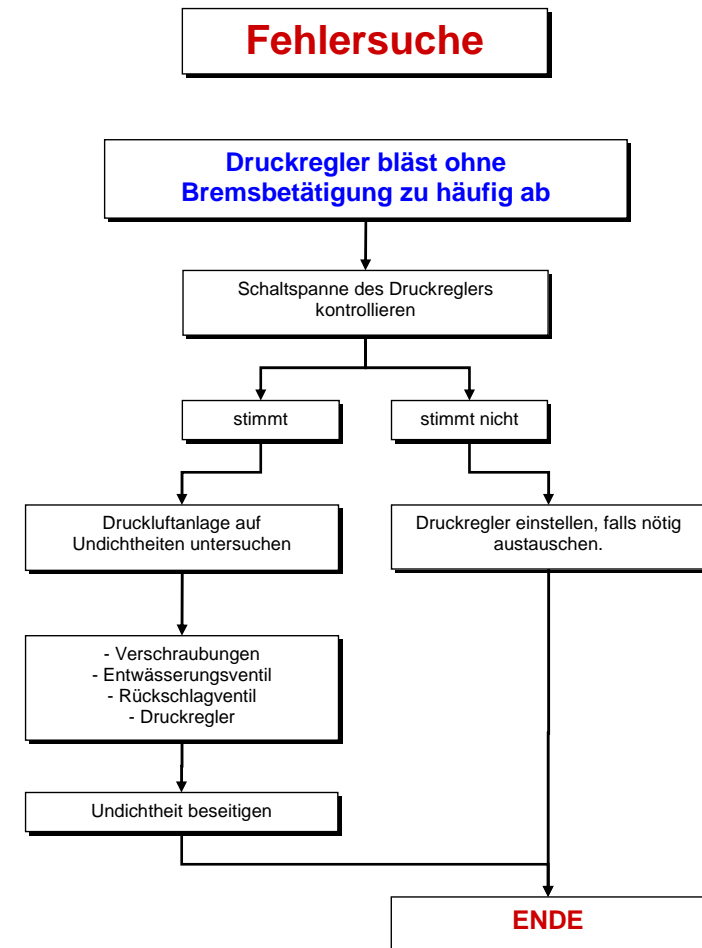 Fehlersuche
Druckregler bläst ohne
Bremsbetätigung zu häufig ab
Schaltspanne des Druckreglers
kontrollieren
stimmt
stimmt nicht
Druckluftanlage auf
Undichtheiten untersuchen
Druckregler einstellen, falls nötig
austauschen.
- Verschraubungen
- Entwässerungsventil
- Rückschlagventil
- Druckregler
Undichtheit beseitigen
ENDE